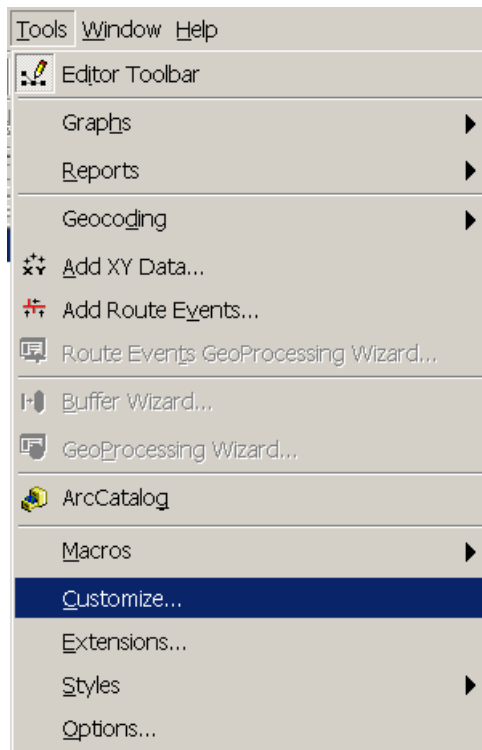 Tools Window Help
Editor Toolbar
Graphs
Reports
Geocoding
Add XY Data...
Add Route Events...
Route Events GeoProcessing Wizard...
Buffer Wizard...
GeoProcessing Wizard...
ArcCatalog
Macros
Customize...
Extensions...
Styles
Options...